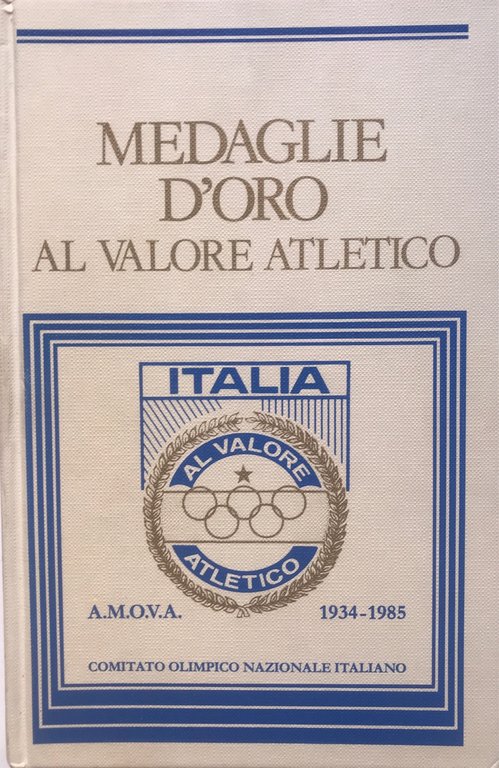 MEDAGLIE
D'ORO
AL VALORE ATLETICO
ITALIA
AL VALORE
ATLETICO
A.M.O.V.A. 1934-1985
COMITATO OLIMPICO NAZIONALE ITALIANO